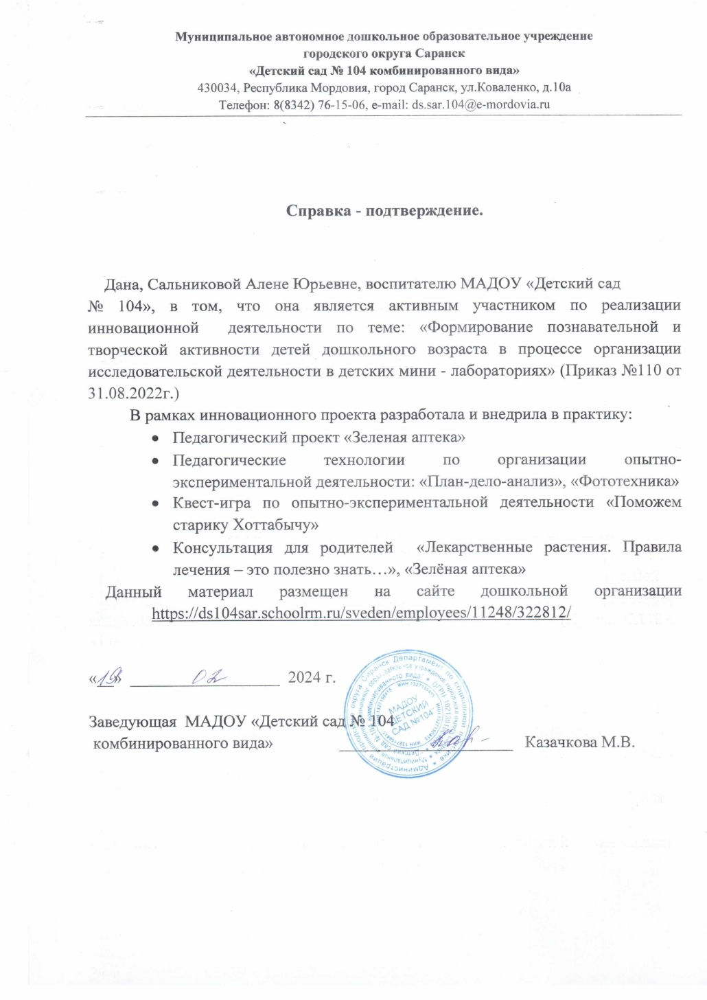 Муниципальное автономное дошкольное образовательное учреждение
городского округа Саранск
«Детский сад № 104 комбинированного вида»
430034, Республика Мордовия, город Саранск, ул.Коваленко, д.10а
Телефон: 8(8342) 76-15-06, e-mail: ds.sar.104@e-mordovia.ru
Справка - подтверждение.
Дана, Сальниковой Алене Юрьевне, воспитателю МАДОУ «Детский сад
№ 104», в том, что она является активным участником по реализации
инновационной деятельности по теме: «Формирование познавательной и
творческой активности детей дошкольного возраста в процессе организации
исследовательской деятельности в детских мини - лабораториях» (Приказ №110 от
31.08.2022г.)
В рамках инновационного проекта разработала и внедрила в практику:
• Педагогический проект «Зеленая аптека»
• Педагогические технологии по организации опытно-
экспериментальной деятельности: «План-дело-анализ», «Фототехника»
• Квест-игра по опытно-экспериментальной деятельности «Поможем
старику Хоттабычу»
• Консультация для родителей «Лекарственные растения. Правила
лечения – это полезно знать…», «Зелёная аптека»
Данный материал размещен на сайте дошкольной организации
https://ds104sar.schoolrm.ru/sveden/employees/11248/322812/
«19» 02 2024 г.
МАДОУ
ДЕТСКИЙ
САД №104
Заведующая МАДОУ «Детский сад № 104
комбинированного вида» Казачкова М.В.